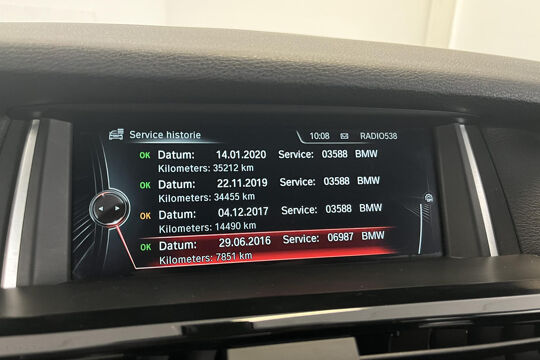 Service historie 10:08 RADIO538
OK Datum: 14.01.2020 Service: 03588 BMW
Kilometers: 35212 km
OK Datum: 22.11.2019 Service: 03588 BMW
Kilometers: 34455 km
OK Datum: 04.12.2017 Service: 03588 BMW
Kilometers: 14490 km
OK Datum: 29.06.2016 Service: 06987 BMW
Kilometers: 7851 km